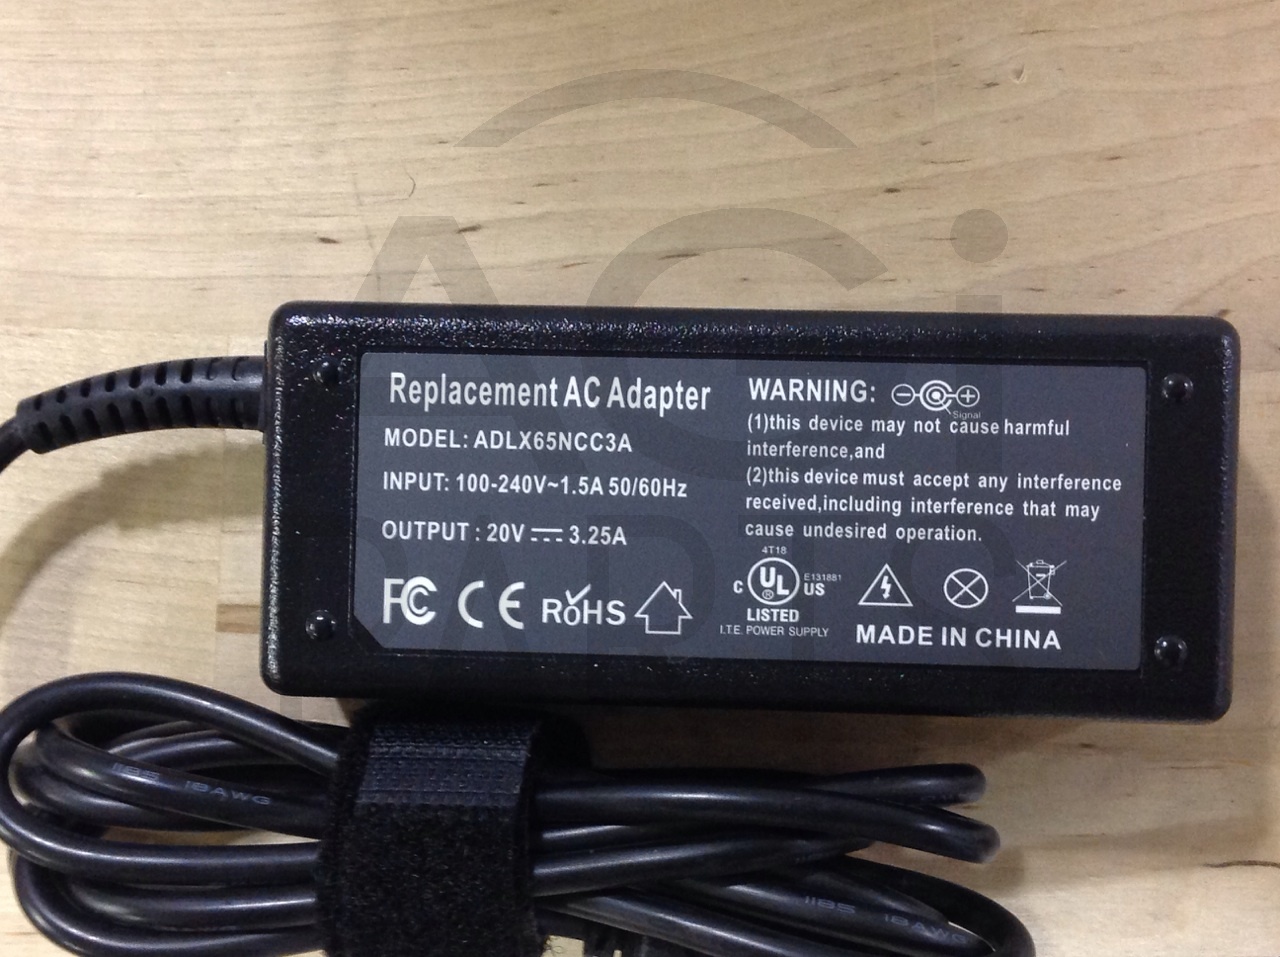 Replacement AC Adapter
MODEL: ADLX65NCC3A
INPUT: 100-240V~1.5A 50/60Hz
OUTPUT : 20V 3.25A
FC CE RoHS
WARNING:
Signal
(1)this device may not cause harmful
interference,and
(2)this device must accept any interference
received,including interference that may
cause undesired operation.
4T18
C UL US
®
E131881
LISTED
I.T.E. POWER SUPPLY
MADE IN CHINA
AGi
PARTS